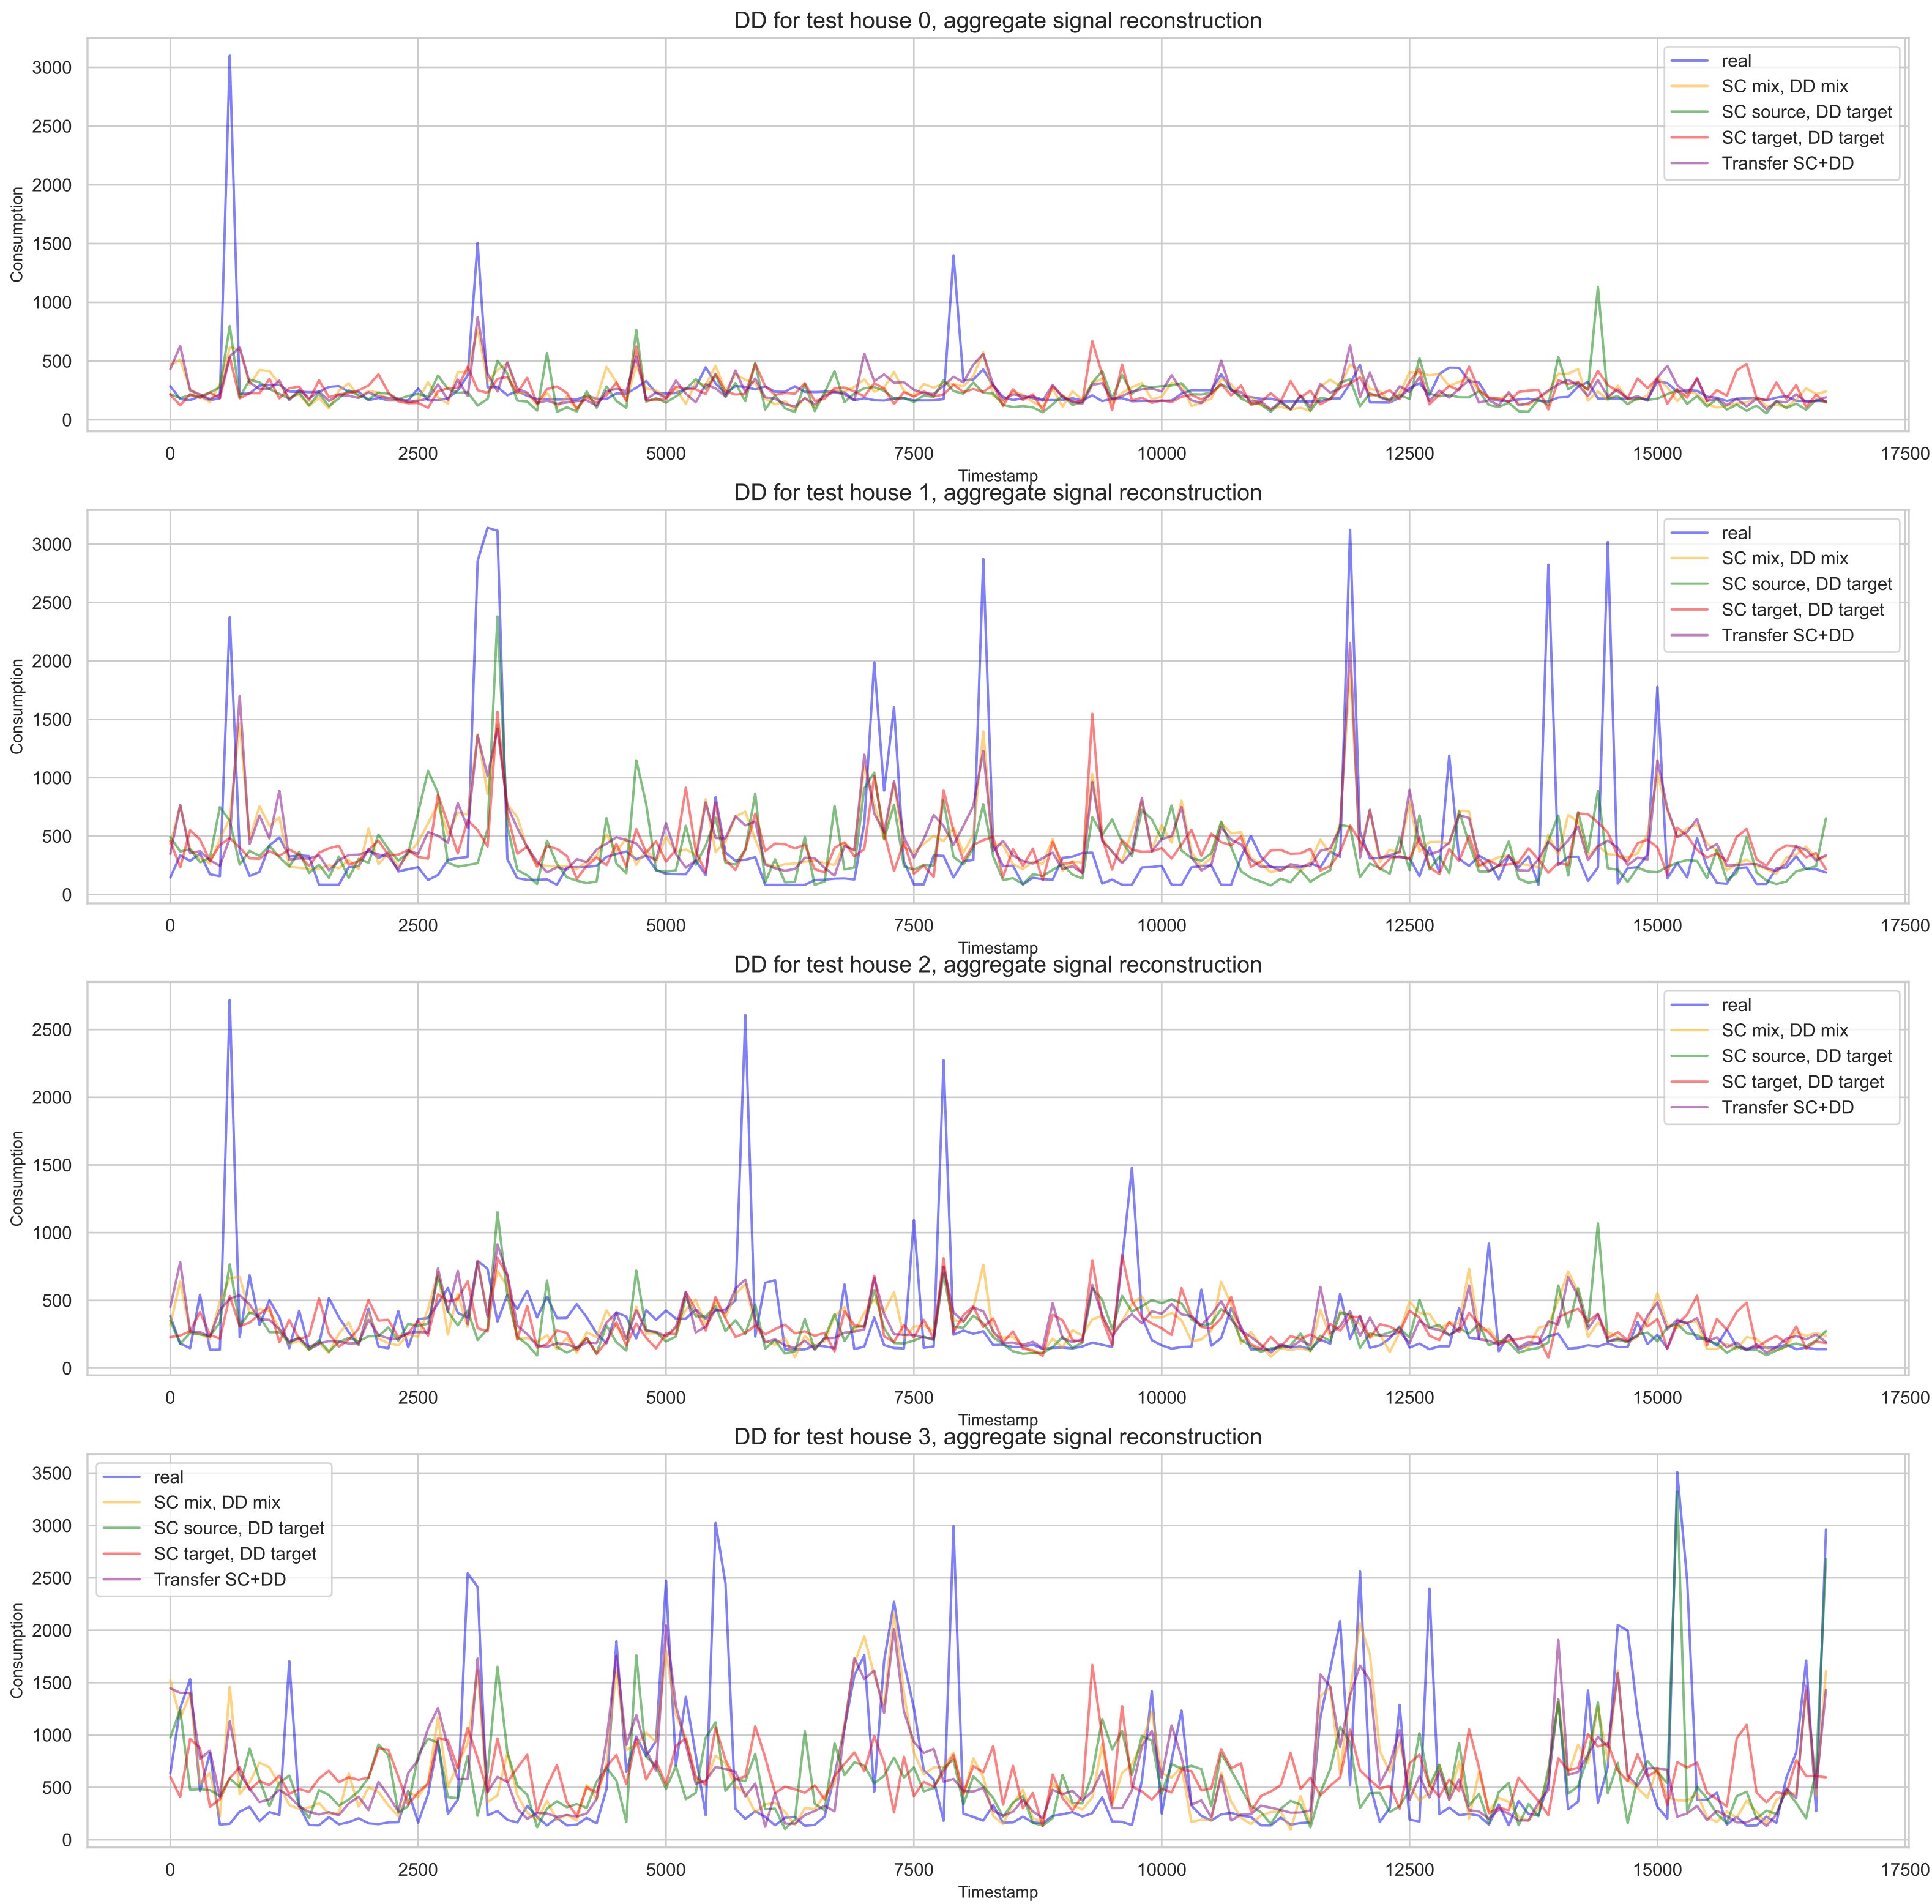 DD for test house 0, aggregate signal reconstruction
3000
2500
2000
1500
1000
500
0
Consumption
real
SC mix, DD mix
SC source, DD target
SC target, DD target
Transfer SC+DD
0 2500 5000 7500 10000 12500 15000 17500
Timestamp
DD for test house 1, aggregate signal reconstruction
3000
2500
2000
1500
1000
500
0
Consumption
real
SC mix, DD mix
SC source, DD target
SC target, DD target
Transfer SC+DD
0 2500 5000 7500 10000 12500 15000 17500
Timestamp
DD for test house 2, aggregate signal reconstruction
2500
2000
1500
1000
500
0
Consumption
real
SC mix, DD mix
SC source, DD target
SC target, DD target
Transfer SC+DD
0 2500 5000 7500 10000 12500 15000 17500
Timestamp
DD for test house 3, aggregate signal reconstruction
3500
3000
2500
2000
1500
1000
500
0
Consumption
real
SC mix, DD mix
SC source, DD target
SC target, DD target
Transfer SC+DD
0 2500 5000 7500 10000 12500 15000 17500
Timestamp